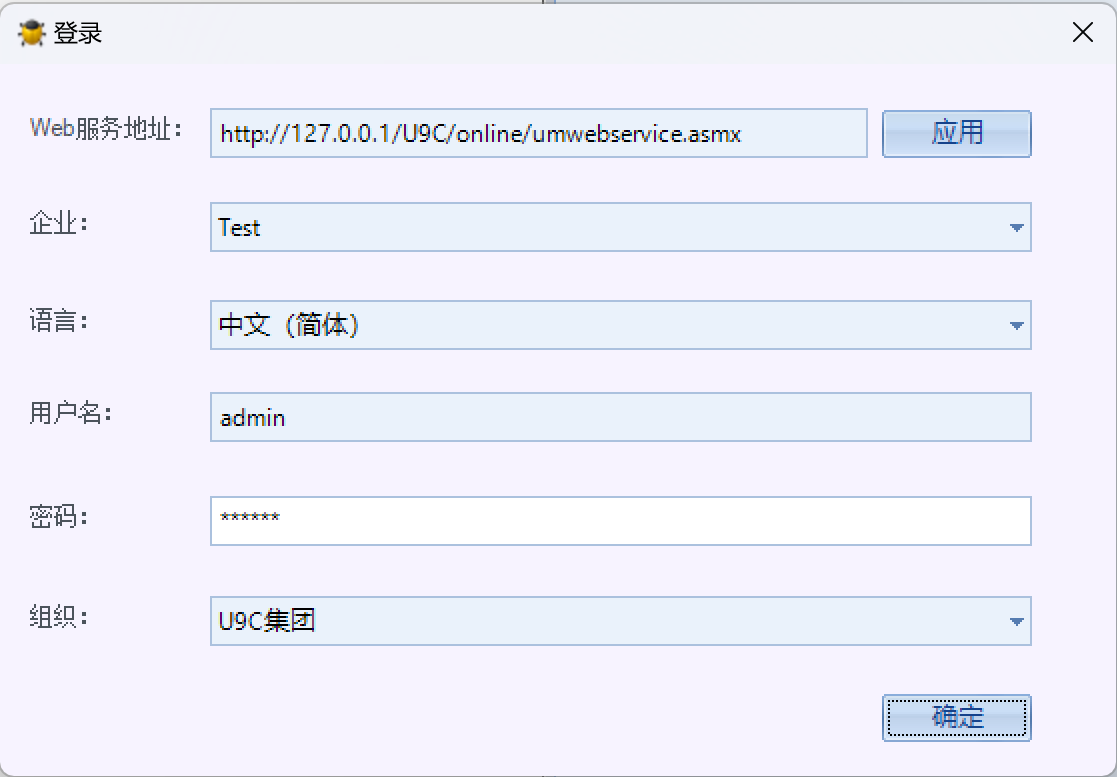 登录
Web服务地址： http://127.0.0.1/U9C/online/umwebservice.asmx 应用
企业： Test
语言： 中文（简体）
用户名： admin
密码： ******
组织： U9C集团
确定